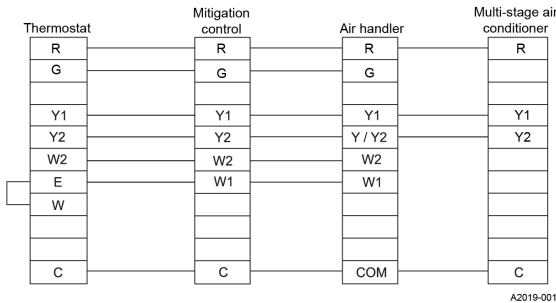 Thermostat Mitigation control Air handler Multi-stage air conditioner
R R R R
G G G
Y1 Y1 Y1 Y1
Y2 Y2 Y / Y2 Y2
W2 W2 W2
E W1 W1
W
C C COM C
A2019-001